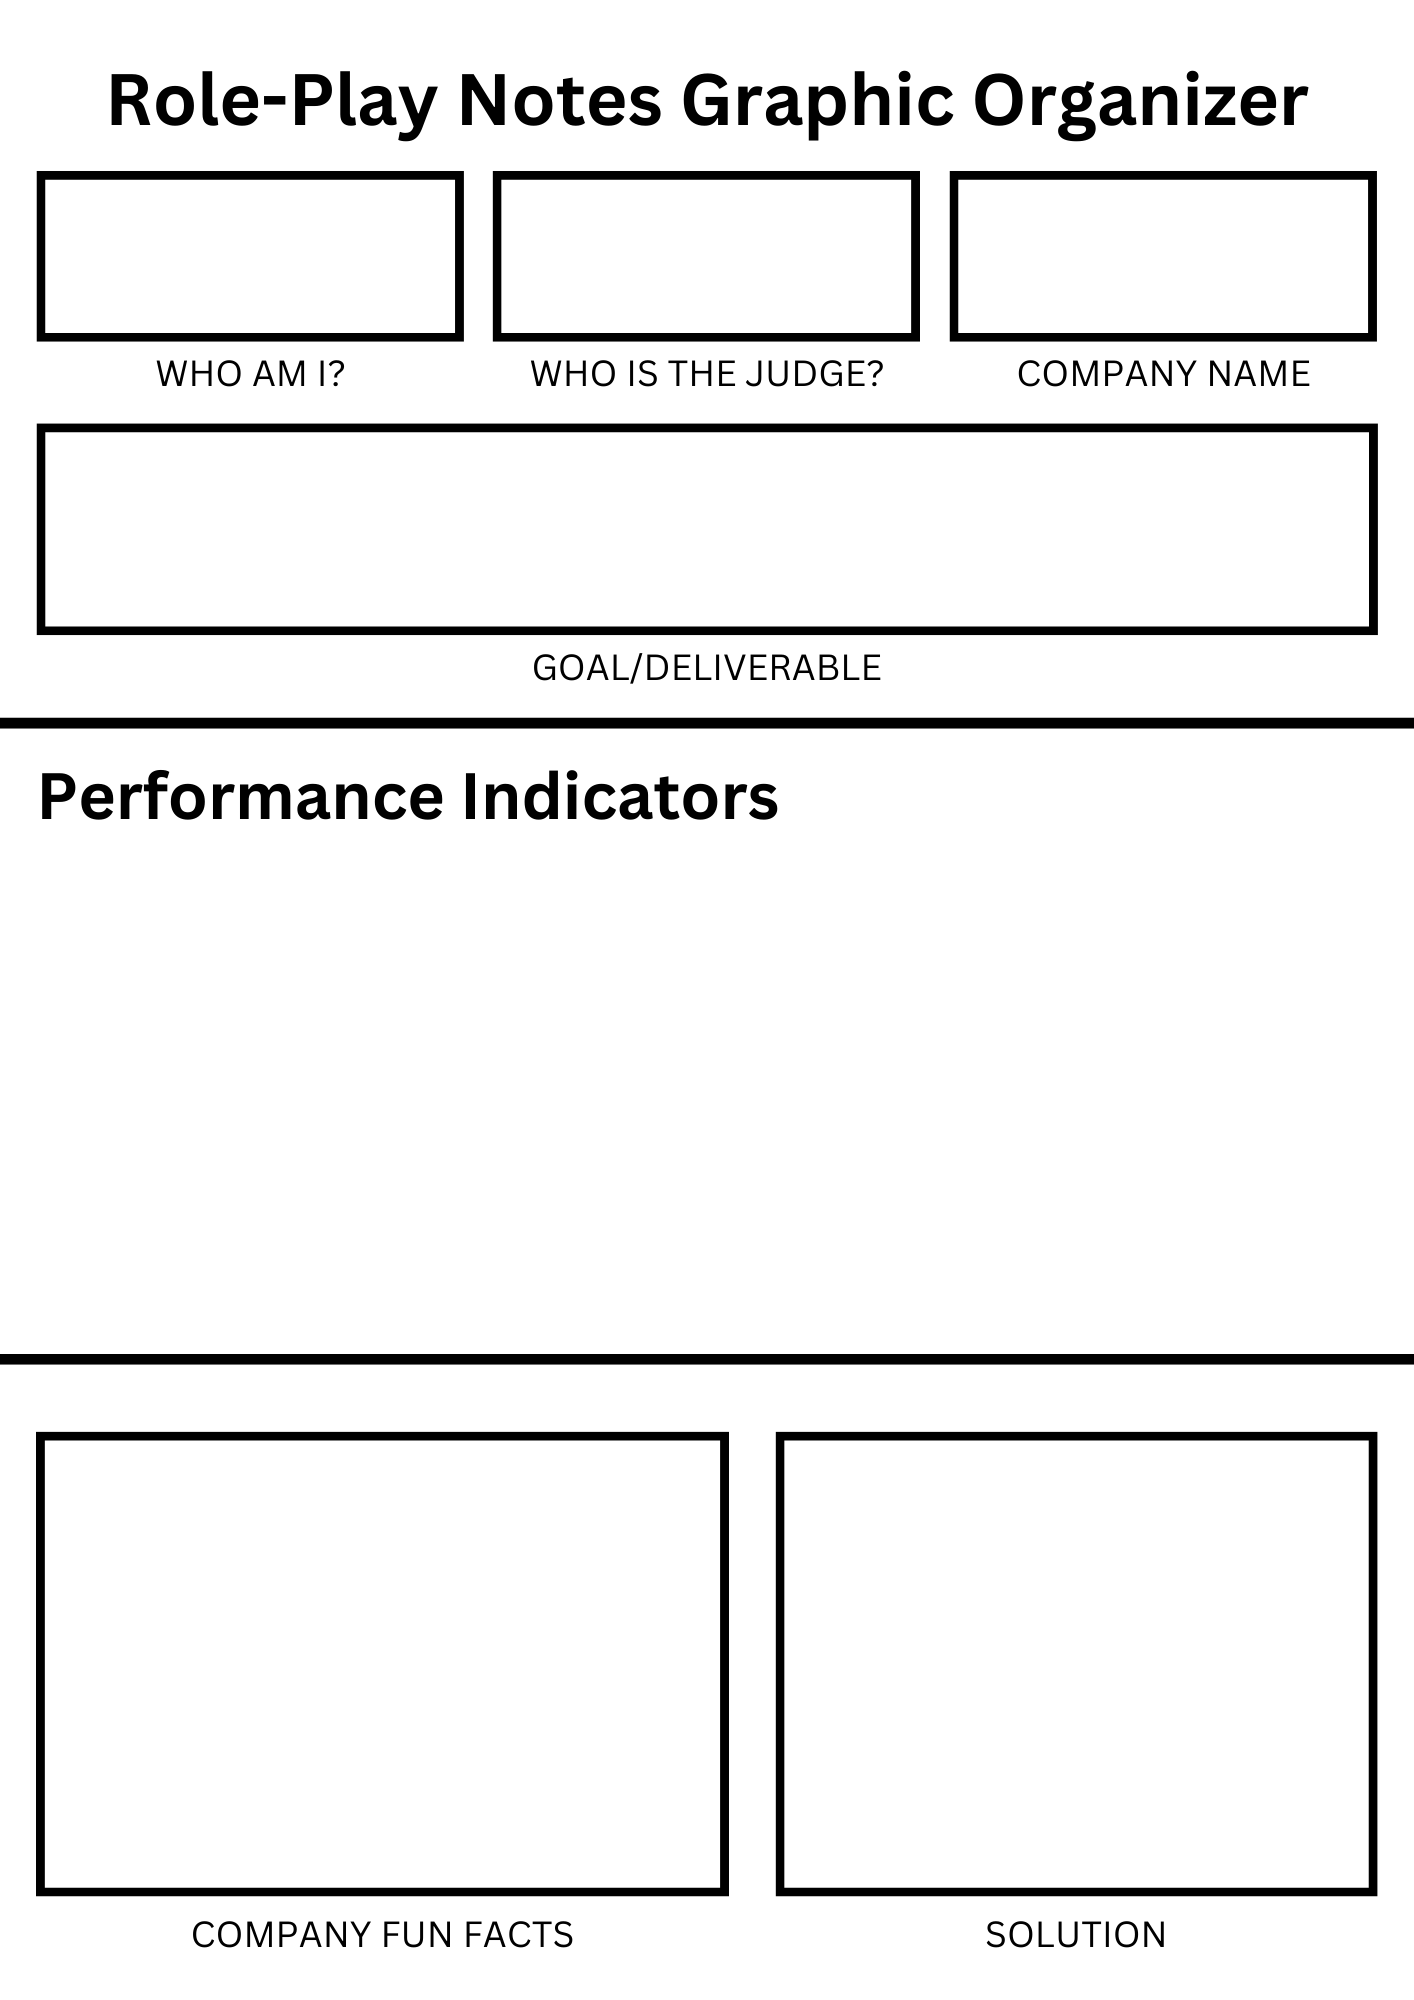 Role-Play Notes Graphic Organizer
WHO AM I?
WHO IS THE JUDGE?
COMPANY NAME
GOAL/DELIVERABLE
Performance Indicators
COMPANY FUN FACTS
SOLUTION